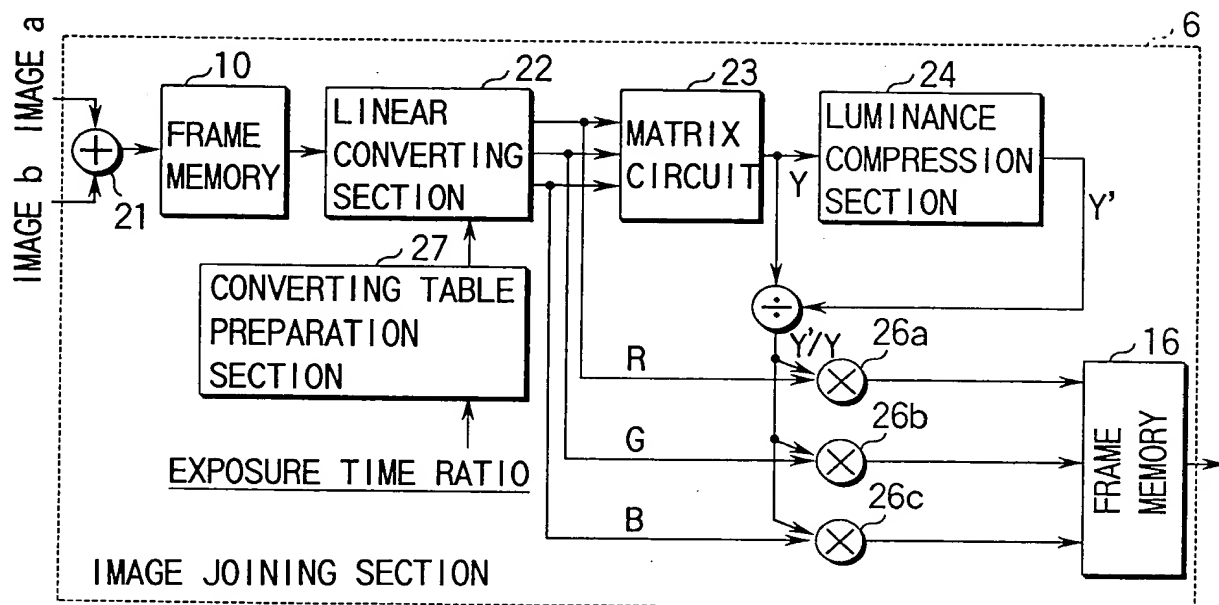 6
IMAGE a
IMAGE b
21
10
FRAME
MEMORY
22
LINEAR
CONVERTING
SECTION
23
MATRIX
CIRCUIT
Y
24
LUMINANCE
COMPRESSION
SECTION
Y'
27
CONVERTING TABLE
PREPARATION
SECTION
EXPOSURE TIME RATIO
Y'/Y
R
26a
G
26b
B
26c
16
FRAME
MEMORY
IMAGE JOINING SECTION